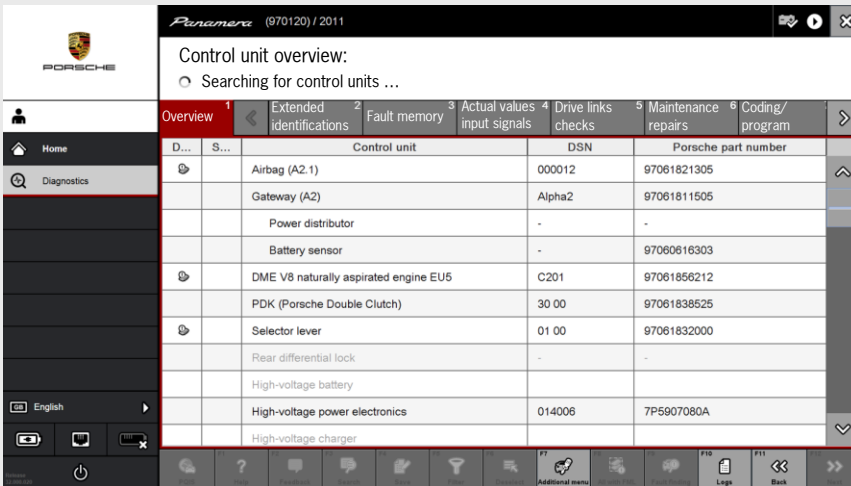 PORSCHE
Panamera (970120) / 2011
Control unit overview:
Searching for control units ...
Overview 1
Extended identifications 2
Fault memory 3
Actual values input signals 4
Drive links checks 5
Maintenance repairs 6
Coding/ program
Home
Diagnostics
D... S... Control unit DSN Porsche part number
Airbag (A2.1) 000012 97061821305
Gateway (A2) Alpha2 97061811505
Power distributor - -
Battery sensor - 97060616303
DME V8 naturally aspirated engine EU5 C201 97061856212
PDK (Porsche Double Clutch) 30 00 97061838525
Selector lever 01 00 97061832000
Rear differential lock - -
High-voltage battery
High-voltage power electronics 014006 7P5907080A
High-voltage charger
GB English
F7 Additional menu
F10 Logs
F11 Back